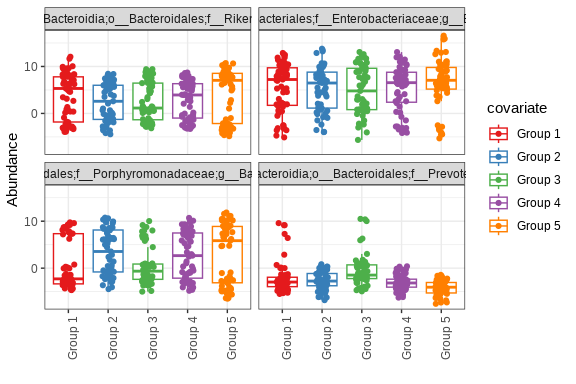 Bacteroidia;o__Bacteroidales;f__Riker
acteriales;f__Enterobacteriaceae;g__E
10
0
dales;f__Porphyromonadaceae;g__Ba
acteroidia;o__Bacteroidales;f__Prevote
10
0
Abundance
Group 1
Group 2
Group 3
Group 4
Group 5
Group 1
Group 2
Group 3
Group 4
Group 5
covariate
Group 1
Group 2
Group 3
Group 4
Group 5